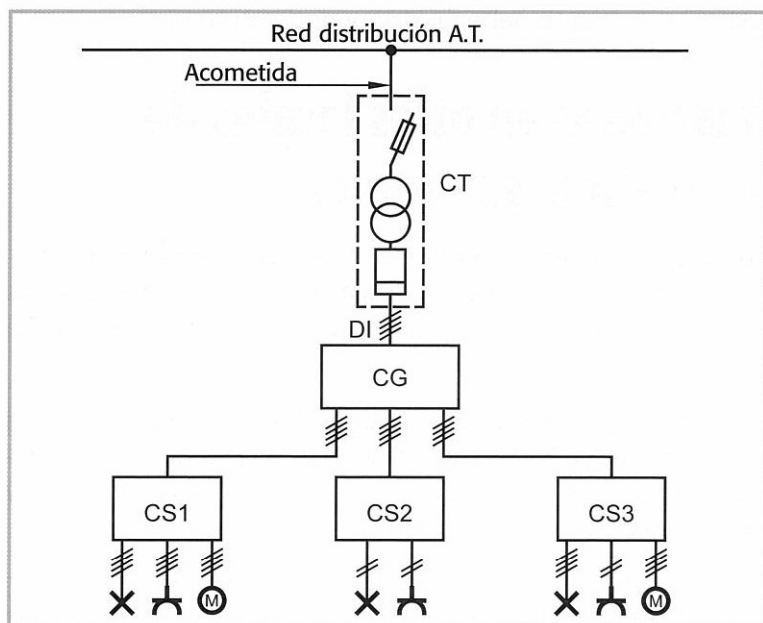 Red distribución A.T.
Acometida
CT
DI
CG
CS1 CS2 CS3
M M